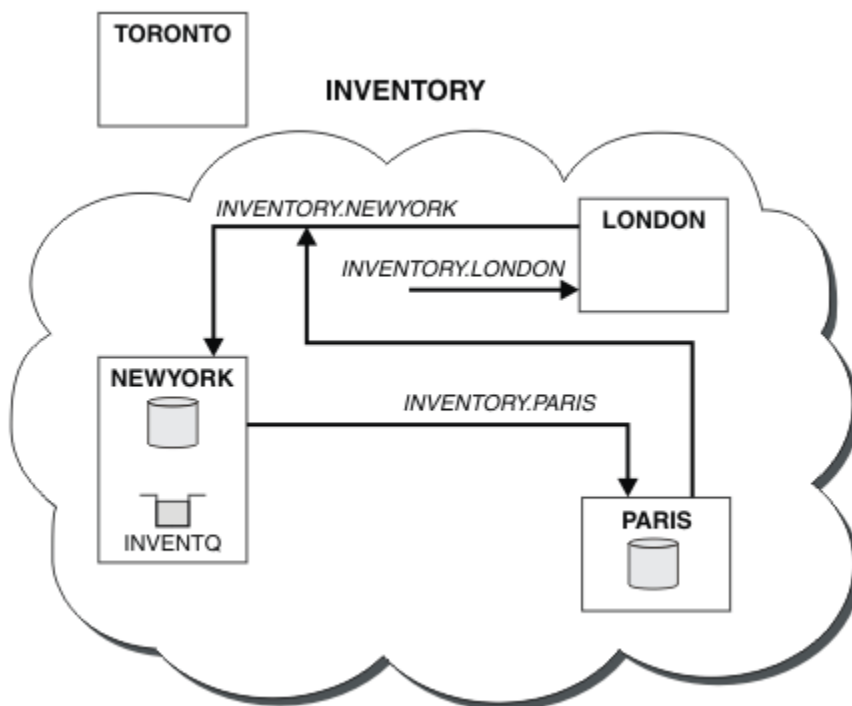 TORONTO
INVENTORY
INVENTORY.NEWYORK
LONDON
INVENTORY.LONDON
NEWYORK
INVENTORY.PARIS
INVENTQ
PARIS